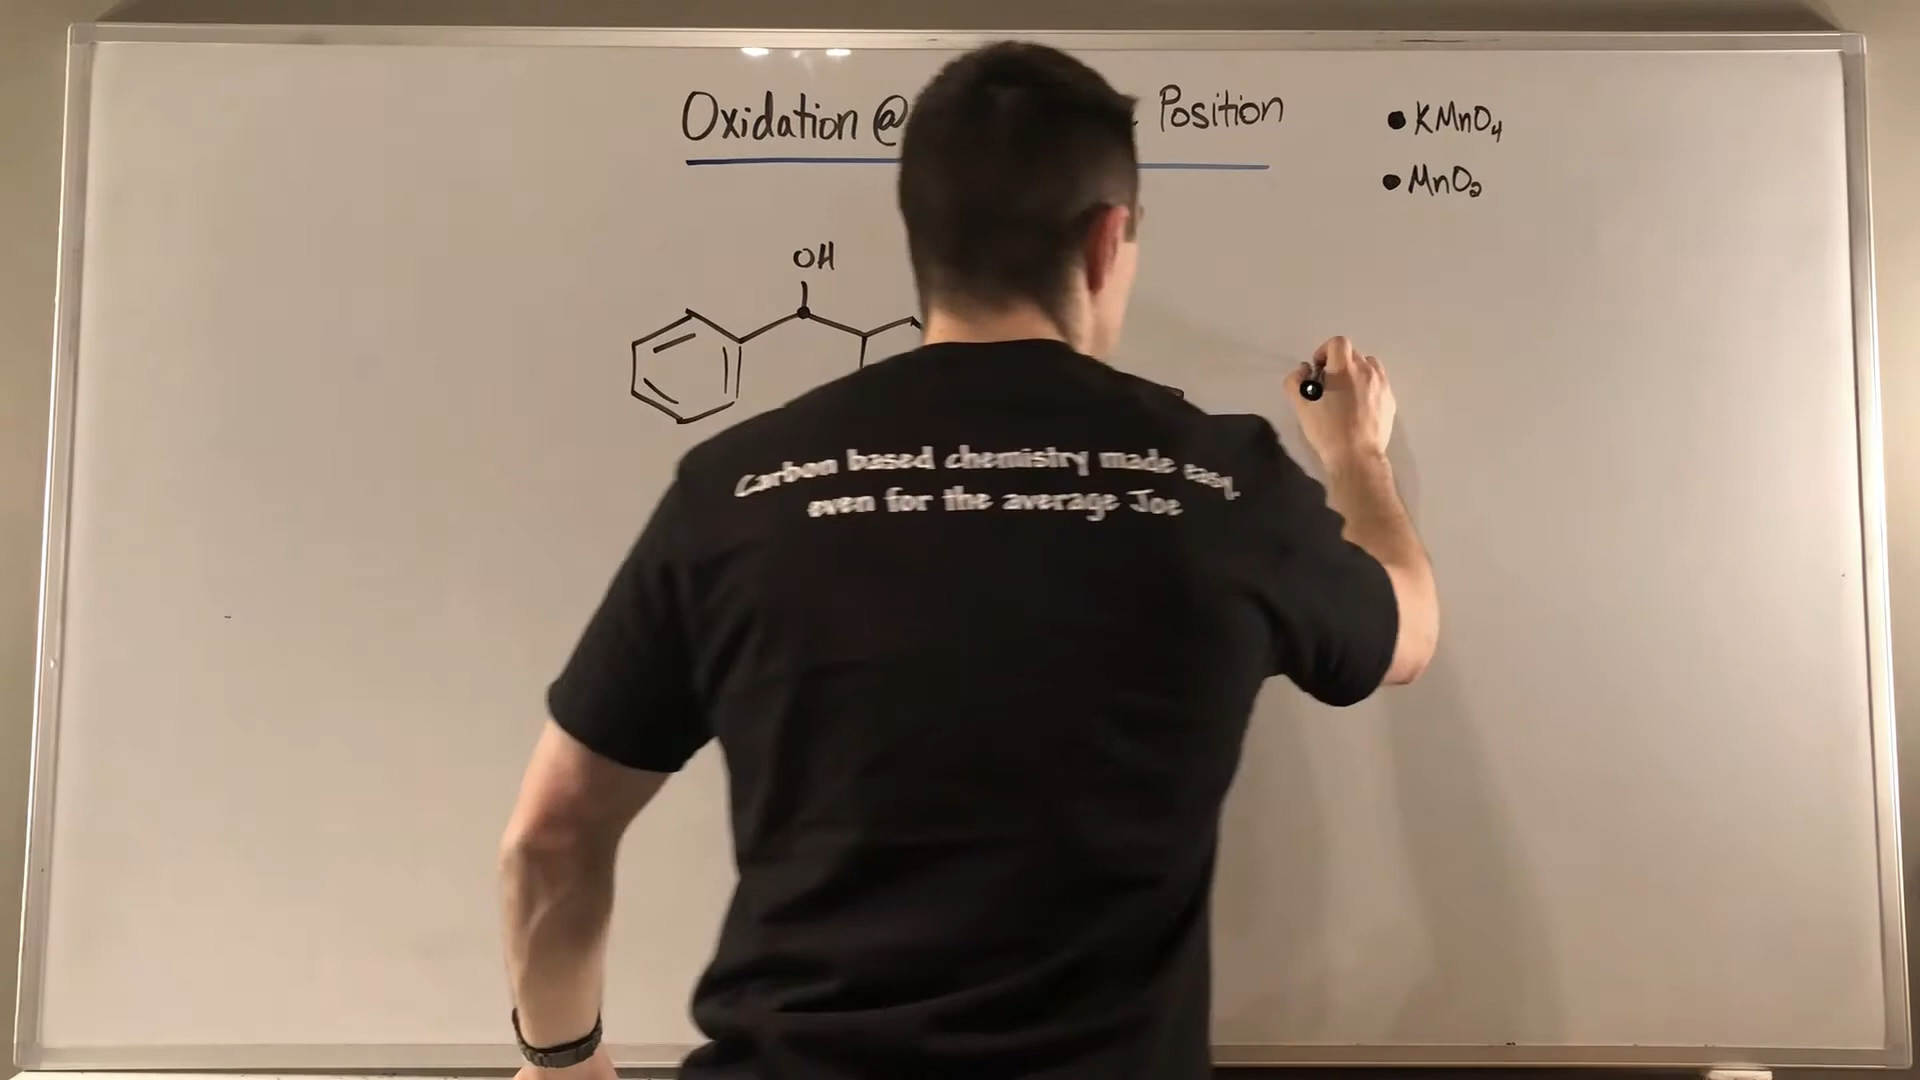 Oxidation @ Position
• KMnO₄
• MnO₂
OH
Carbon based chemistry made easy,
even for the average Joe